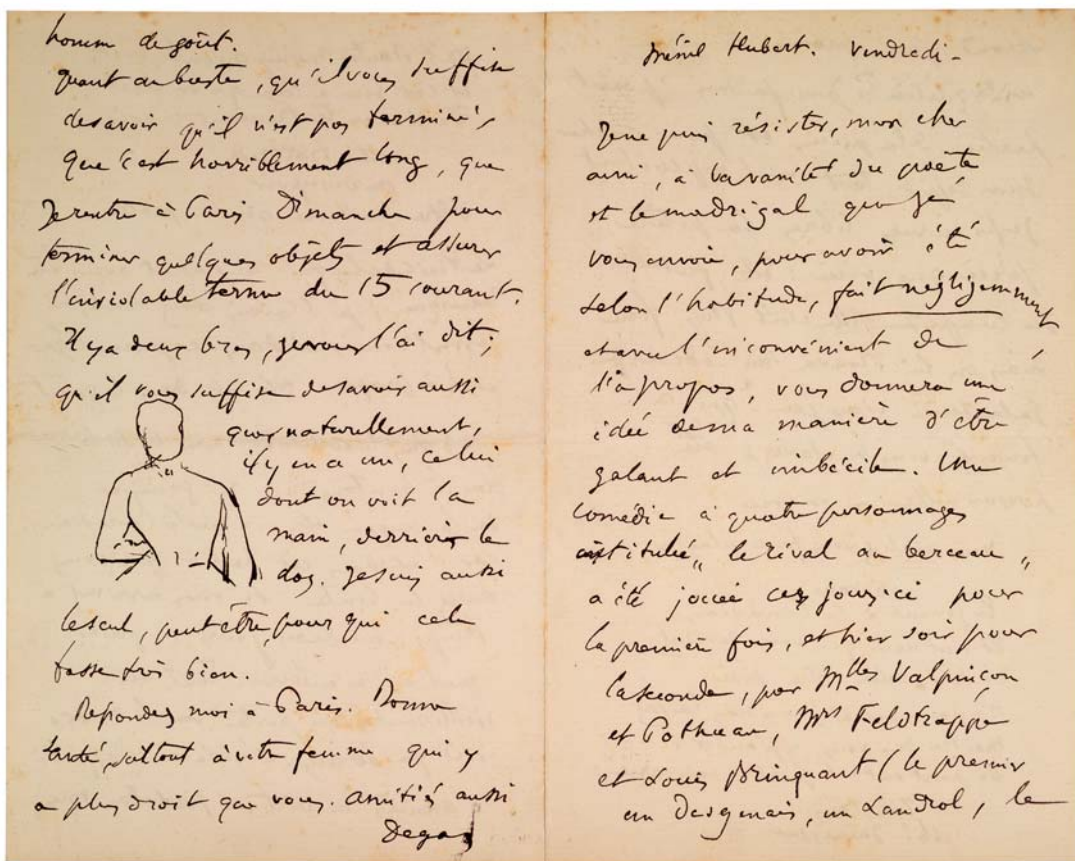 homme de goût.
quant au buste, qu'il vous suffise
de savoir qu'il n'est pas terminé,
que c'est horriblement long, que
Je rentre à Paris Dimanche pour
terminer quelques objets et assurer
l'inviolable terme du 15 courant.
Il y a deux bras, je vous l'ai dit;
qu'il vous suffise de savoir aussi
que naturellement,
il y en a un, celui
dont on voit la
main, derrière le
dos. Je suis aussi
le seul, peut être, pour qui cela
fasse très bien.
Repondez moi à Paris. Bonne
santé, surtout à votre femme qui y
a plus droit que vous. amitiés aussi
Degas
Ménil Hubert. Vendredi -
Je ne puis résister, mon cher
ami, à la vanité du poëte
et le madrigal que je
vous envoie, pour avoir été
selon l'habitude, fait négligemment,
et avec l'inconvénient de
l'à propos, vous donnera une
idée de ma manière d'être
galant et imbécile. Une
comédie à quatre personnages
intitulée „ le rival au berceau „
a été jouée ces jours ici pour
la première fois, et hier soir pour
la seconde, par Mlles Valpinçon
et Pothuau, Mrs Feldtrappe
et Louis Brinquant (le premier
un Desgenais, un Landrol, le